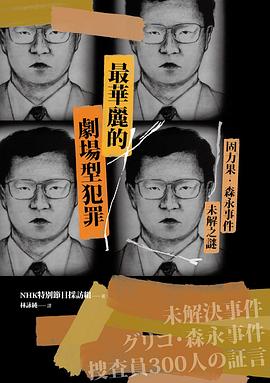 最華麗的
劇場型犯罪
固力果・森永事件
未解之謎
NHK特別節目採訪組——著
林詠純——譯
未解決事件
グリコ・森永事件
捜査員300人の証言